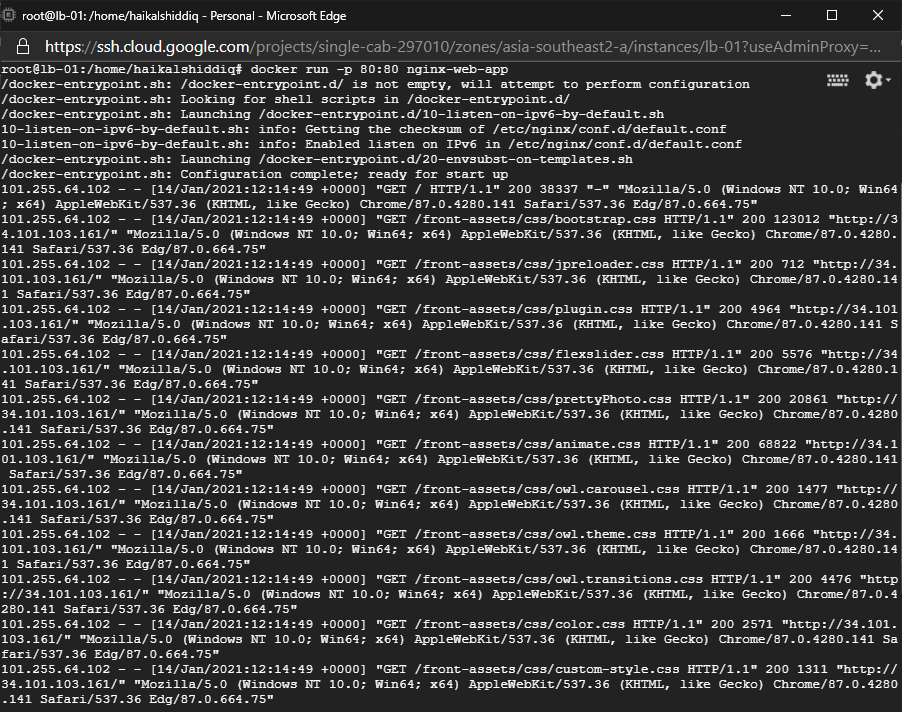 root@lb-01:/home/haikalshiddiq - Personal - Microsoft Edge
https://ssh.cloud.google.com/projects/single-cab-297010/zones/asia-southeast2-a/instances/lb-01?useAdminProxy=...
root@lb-01:/home/haikalshiddiq# docker run -p 80:80 nginx-web-app
/docker-entrypoint.sh: /docker-entrypoint.d/ is not empty, will attempt to perform configuration
/docker-entrypoint.sh: Looking for shell scripts in /docker-entrypoint.d/
/docker-entrypoint.sh: Launching /docker-entrypoint.d/10-listen-on-ipv6-by-default.sh
10-listen-on-ipv6-by-default.sh: info: Getting the checksum of /etc/nginx/conf.d/default.conf
10-listen-on-ipv6-by-default.sh: info: Enabled listen on IPv6 in /etc/nginx/conf.d/default.conf
/docker-entrypoint.sh: Launching /docker-entrypoint.d/20-envsubst-on-templates.sh
/docker-entrypoint.sh: Configuration complete; ready for start up
101.255.64.102 - - [14/Jan/2021:12:14:49 +0000] "GET / HTTP/1.1" 200 38337 "-" "Mozilla/5.0 (Windows NT 10.0; Win64
; x64) AppleWebKit/537.36 (KHTML, like Gecko) Chrome/87.0.4280.141 Safari/537.36 Edg/87.0.664.75"
101.255.64.102 - - [14/Jan/2021:12:14:49 +0000] "GET /front-assets/css/bootstrap.css HTTP/1.1" 200 123012 "http://3
4.101.103.161/" "Mozilla/5.0 (Windows NT 10.0; Win64; x64) AppleWebKit/537.36 (KHTML, like Gecko) Chrome/87.0.4280.
141 Safari/537.36 Edg/87.0.664.75"
101.255.64.102 - - [14/Jan/2021:12:14:49 +0000] "GET /front-assets/css/jpreloader.css HTTP/1.1" 200 712 "http://34.
101.103.161/" "Mozilla/5.0 (Windows NT 10.0; Win64; x64) AppleWebKit/537.36 (KHTML, like Gecko) Chrome/87.0.4280.14
1 Safari/537.36 Edg/87.0.664.75"
101.255.64.102 - - [14/Jan/2021:12:14:49 +0000] "GET /front-assets/css/plugin.css HTTP/1.1" 200 4964 "http://34.101
.103.161/" "Mozilla/5.0 (Windows NT 10.0; Win64; x64) AppleWebKit/537.36 (KHTML, like Gecko) Chrome/87.0.4280.141 S
afari/537.36 Edg/87.0.664.75"
101.255.64.102 - - [14/Jan/2021:12:14:49 +0000] "GET /front-assets/css/flexslider.css HTTP/1.1" 200 5576 "http://34
.101.103.161/" "Mozilla/5.0 (Windows NT 10.0; Win64; x64) AppleWebKit/537.36 (KHTML, like Gecko) Chrome/87.0.4280.1
41 Safari/537.36 Edg/87.0.664.75"
101.255.64.102 - - [14/Jan/2021:12:14:49 +0000] "GET /front-assets/css/prettyPhoto.css HTTP/1.1" 200 20861 "http://
34.101.103.161/" "Mozilla/5.0 (Windows NT 10.0; Win64; x64) AppleWebKit/537.36 (KHTML, like Gecko) Chrome/87.0.4280
.141 Safari/537.36 Edg/87.0.664.75"
101.255.64.102 - - [14/Jan/2021:12:14:49 +0000] "GET /front-assets/css/animate.css HTTP/1.1" 200 68822 "http://34.1
01.103.161/" "Mozilla/5.0 (Windows NT 10.0; Win64; x64) AppleWebKit/537.36 (KHTML, like Gecko) Chrome/87.0.4280.141
 Safari/537.36 Edg/87.0.664.75"
101.255.64.102 - - [14/Jan/2021:12:14:49 +0000] "GET /front-assets/css/owl.carousel.css HTTP/1.1" 200 1477 "http://
34.101.103.161/" "Mozilla/5.0 (Windows NT 10.0; Win64; x64) AppleWebKit/537.36 (KHTML, like Gecko) Chrome/87.0.4280
.141 Safari/537.36 Edg/87.0.664.75"
101.255.64.102 - - [14/Jan/2021:12:14:49 +0000] "GET /front-assets/css/owl.theme.css HTTP/1.1" 200 1666 "http://34.
101.103.161/" "Mozilla/5.0 (Windows NT 10.0; Win64; x64) AppleWebKit/537.36 (KHTML, like Gecko) Chrome/87.0.4280.14
1 Safari/537.36 Edg/87.0.664.75"
101.255.64.102 - - [14/Jan/2021:12:14:49 +0000] "GET /front-assets/css/owl.transitions.css HTTP/1.1" 200 4476 "http
://34.101.103.161/" "Mozilla/5.0 (Windows NT 10.0; Win64; x64) AppleWebKit/537.36 (KHTML, like Gecko) Chrome/87.0.4
280.141 Safari/537.36 Edg/87.0.664.75"
101.255.64.102 - - [14/Jan/2021:12:14:49 +0000] "GET /front-assets/css/color.css HTTP/1.1" 200 2571 "http://34.101.
103.161/" "Mozilla/5.0 (Windows NT 10.0; Win64; x64) AppleWebKit/537.36 (KHTML, like Gecko) Chrome/87.0.4280.141 Sa
fari/537.36 Edg/87.0.664.75"
101.255.64.102 - - [14/Jan/2021:12:14:49 +0000] "GET /front-assets/css/custom-style.css HTTP/1.1" 200 1311 "http://
34.101.103.161/" "Mozilla/5.0 (Windows NT 10.0; Win64; x64) AppleWebKit/537.36 (KHTML, like Gecko) Chrome/87.0.4280
.141 Safari/537.36 Edg/87.0.664.75"